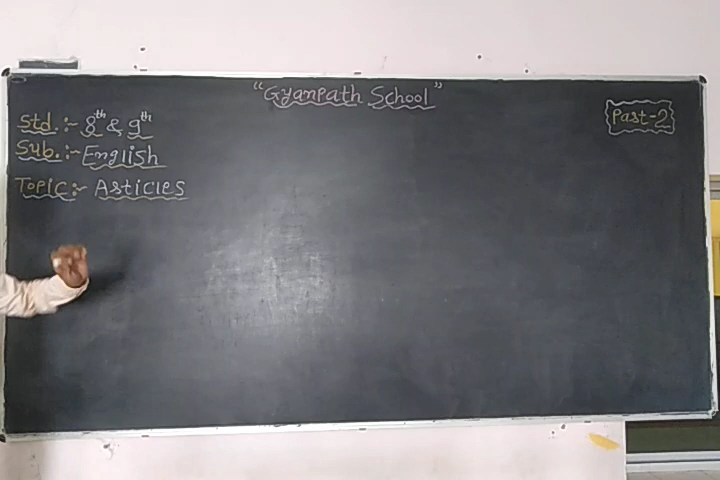 "Gyanpath School"
Part-2
Std. :- 8th & 9th
Sub. :- English
Topic :- Articles